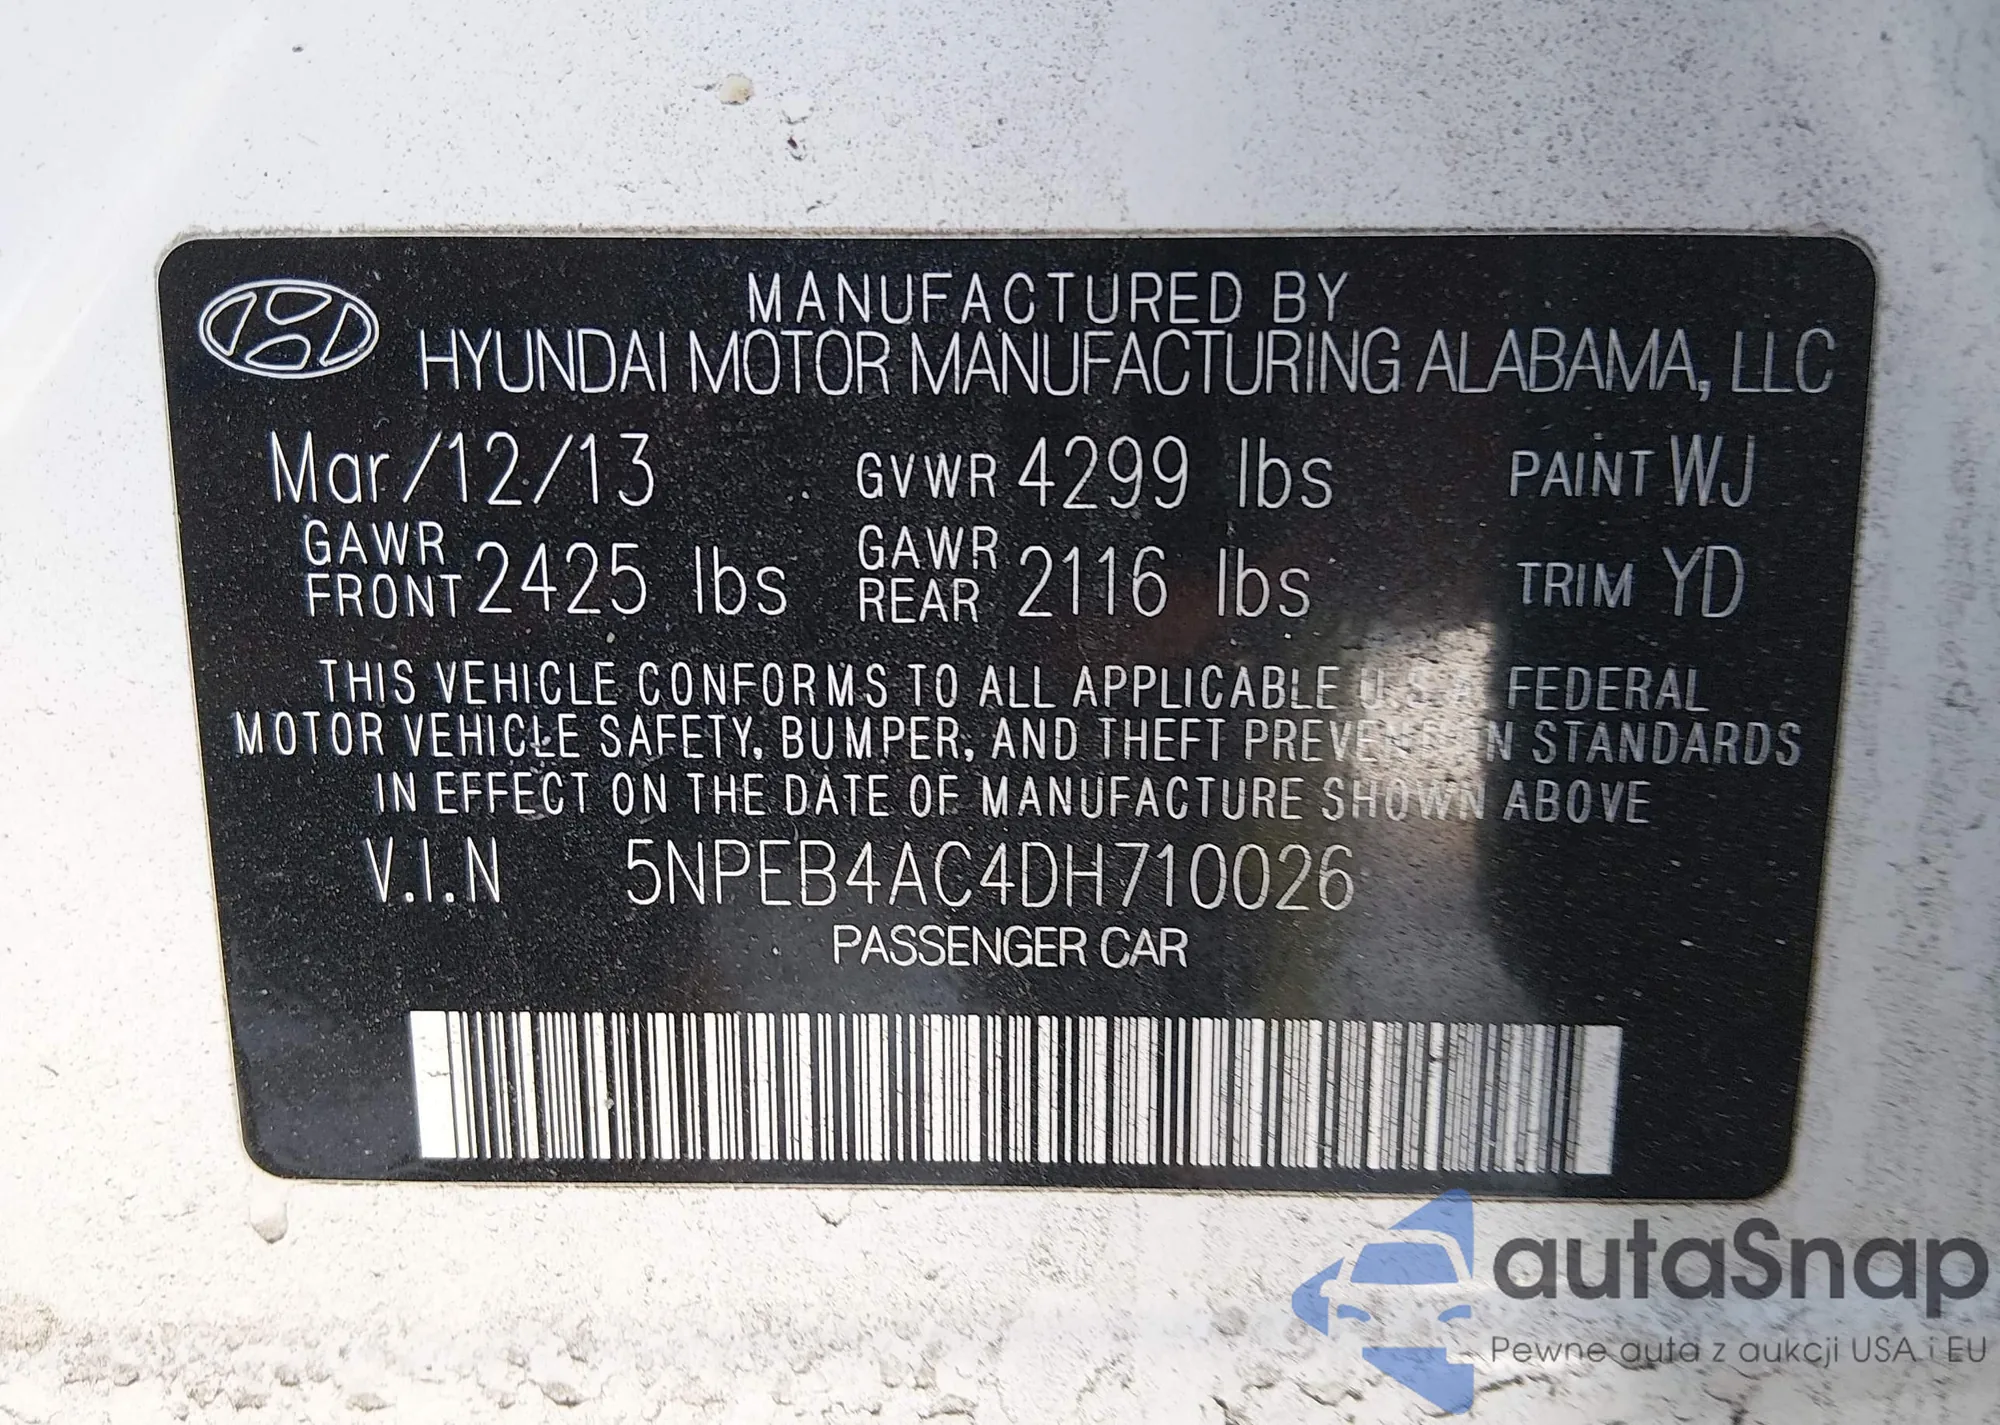 MANUFACTURED BY
HYUNDAI MOTOR MANUFACTURING ALABAMA, LLC
Mar/12/13 GVWR 4299 lbs PAINT WJ
GAWR FRONT 2425 lbs GAWR REAR 2116 lbs TRIM YD
THIS VEHICLE CONFORMS TO ALL APPLICABLE U.S.A. FEDERAL
MOTOR VEHICLE SAFETY, BUMPER, AND THEFT PREVENTION STANDARDS
IN EFFECT ON THE DATE OF MANUFACTURE SHOWN ABOVE
V.I.N 5NPEB4AC4DH710026
PASSENGER CAR
autaSnap
Pewne auta z aukcji USA i EU